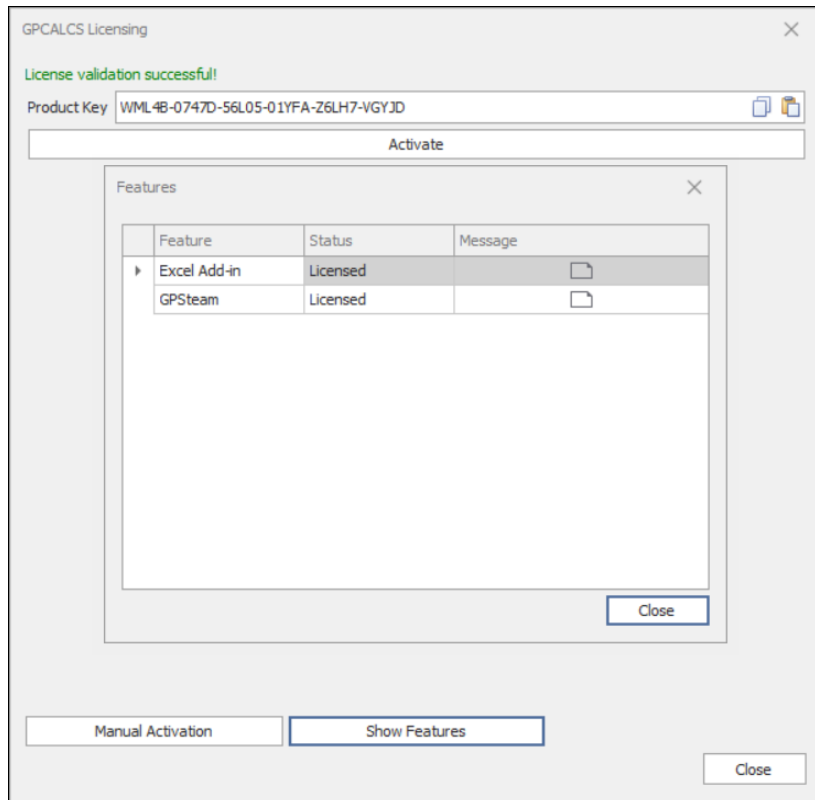 GPCALCS Licensing
License validation successful!
Product Key WML4B-0747D-56L05-01YFA-Z6LH7-VGYJD
Activate
Features
Feature Status Message
Excel Add-in Licensed
GPSteam Licensed
Close
Manual Activation Show Features
Close